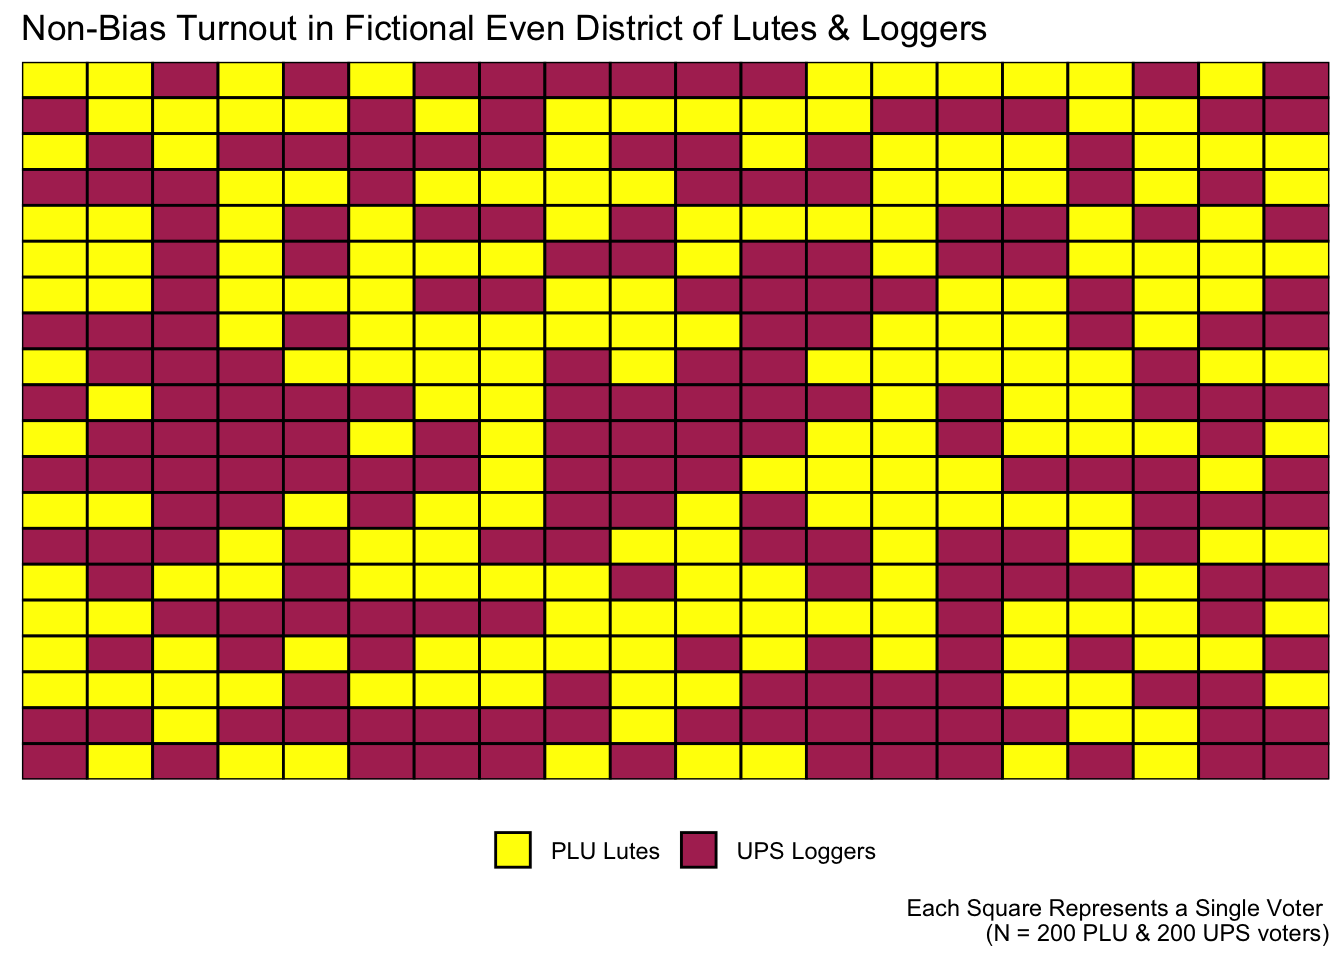 Non-Bias Turnout in Fictional Even District of Lutes & Loggers
PLU Lutes
UPS Loggers
Each Square Represents a Single Voter
(N = 200 PLU & 200 UPS voters)